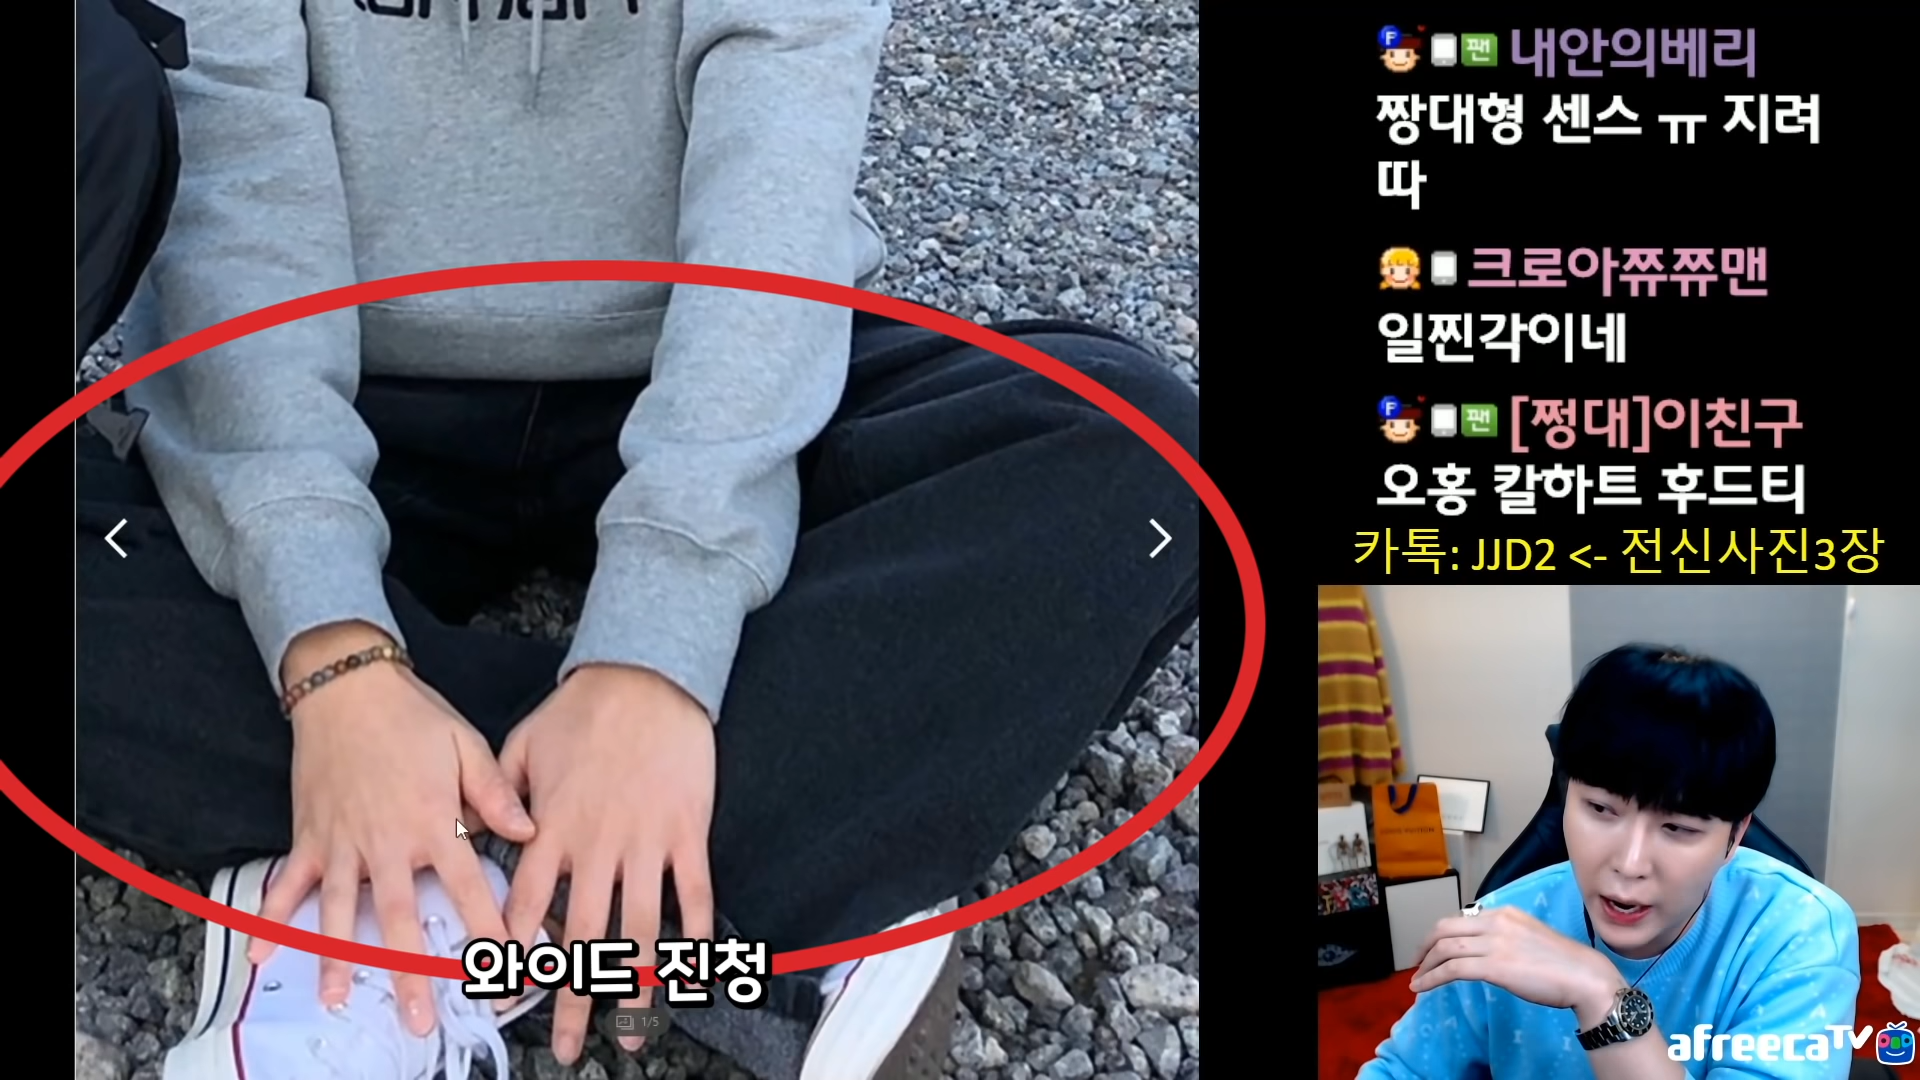 내안의베리
짱대형 센스 ㅠ 지려
따
크로아쮸쮸맨
일찐각이네
[쩡대]이친구
오홍 칼하트 후드티
카톡: JJD2 <- 전신사진3장
와이드 진청
1/5
afreecaTV